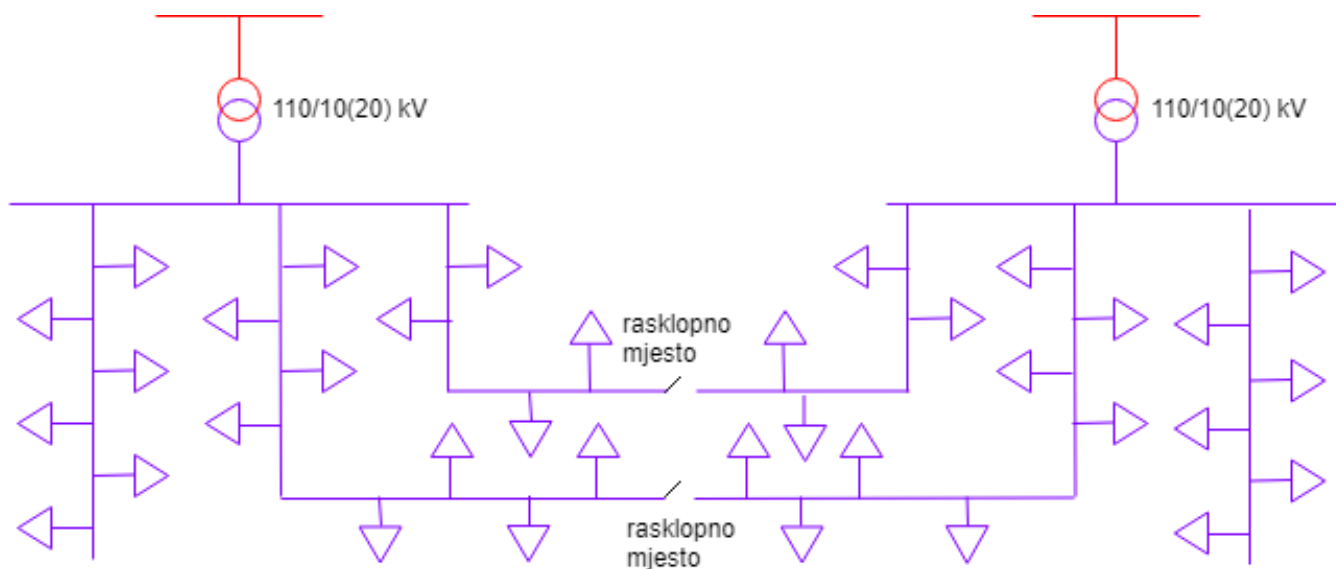 110/10(20) kV
110/10(20) kV
rasklopno
mjesto
rasklopno
mjesto